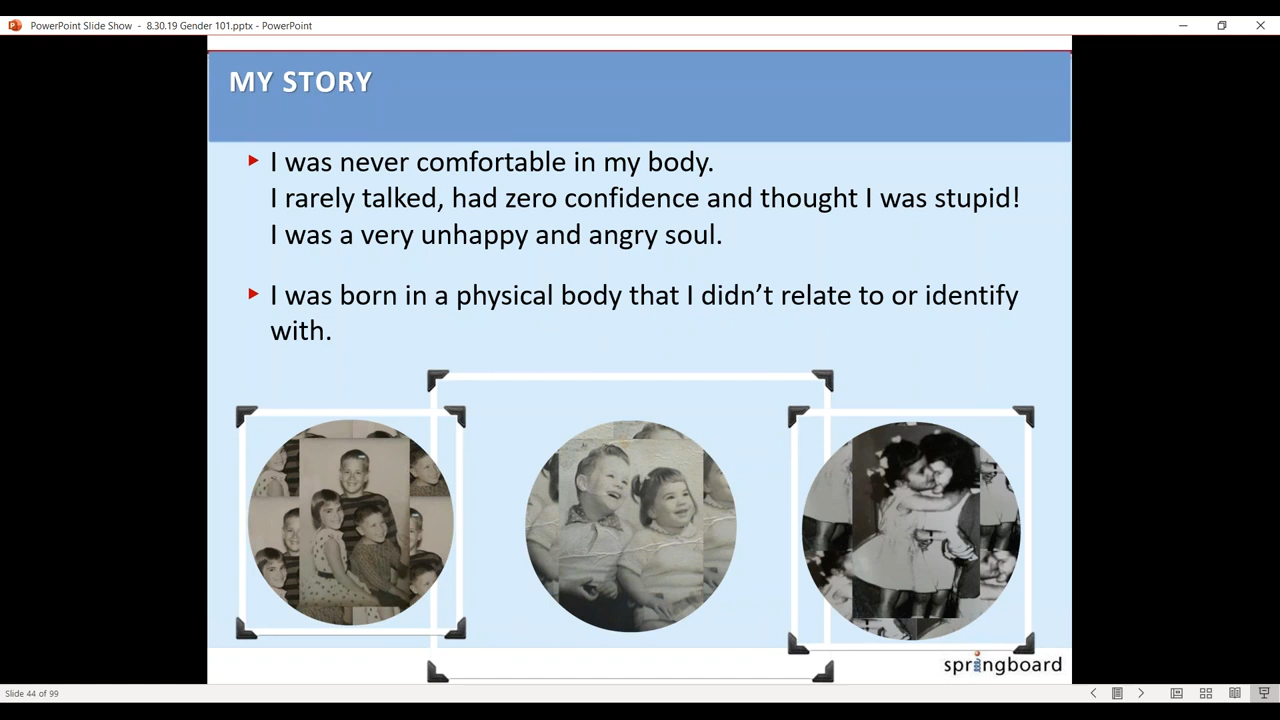 PowerPoint Slide Show - 8.30.19 Gender 101.pptx - PowerPoint
MY STORY
I was never comfortable in my body.
I rarely talked, had zero confidence and thought I was stupid!
I was a very unhappy and angry soul.
I was born in a physical body that I didn’t relate to or identify
with.
springboard
Slide 44 of 99